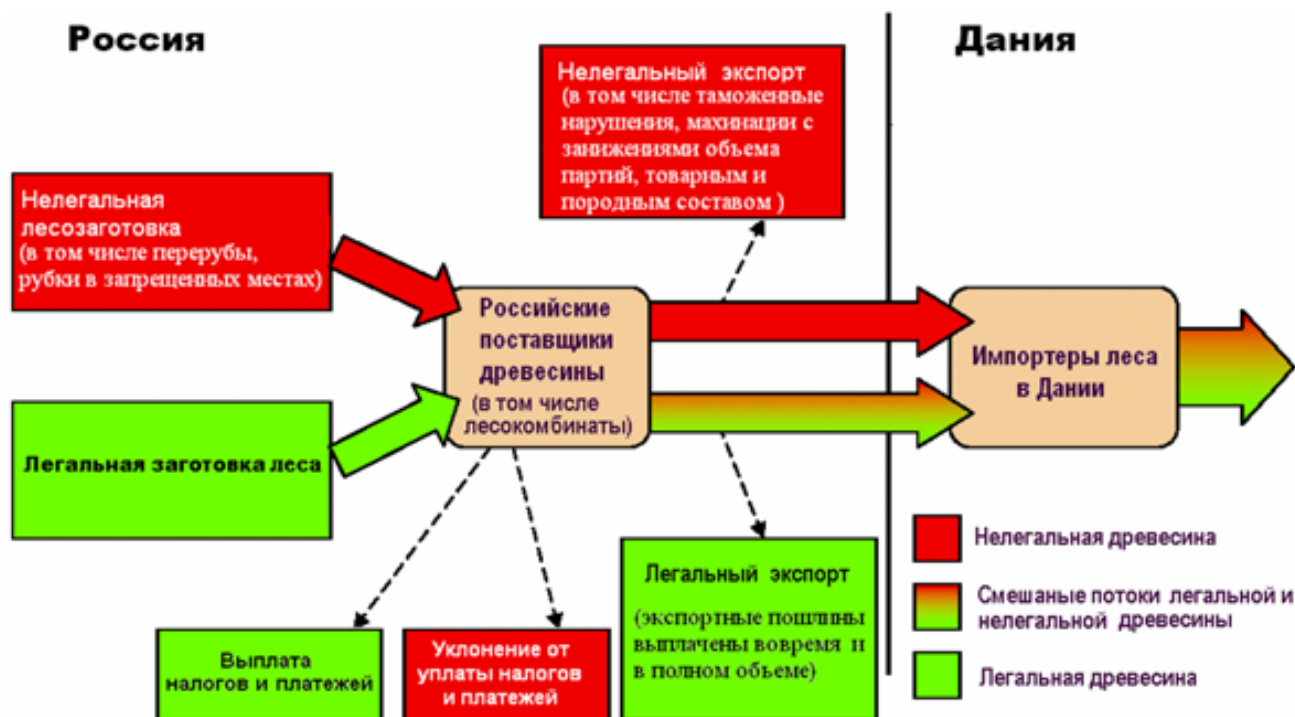 Россия
Дания
Нелегальный экспорт
(в том числе таможенные
нарушения, махинации с
занижениями объема
партий, товарным и
породным составом )
Нелегальная
лесозаготовка
(в том числе перерубы,
рубки в запрещенных местах)
Российские
поставщики
древесины
(в том числе
лесокомбинаты)
Импортеры леса
в Дании
Легальная заготовка леса
Легальный экспорт
(экспортные пошлины
выплачены вовремя и
в полном объеме)
Выплата
налогов и платежей
Уклонение от
уплаты налогов
и платежей
Нелегальная древесина
Смешаные потоки легальной и
нелегальной древесины
Легальная древесина